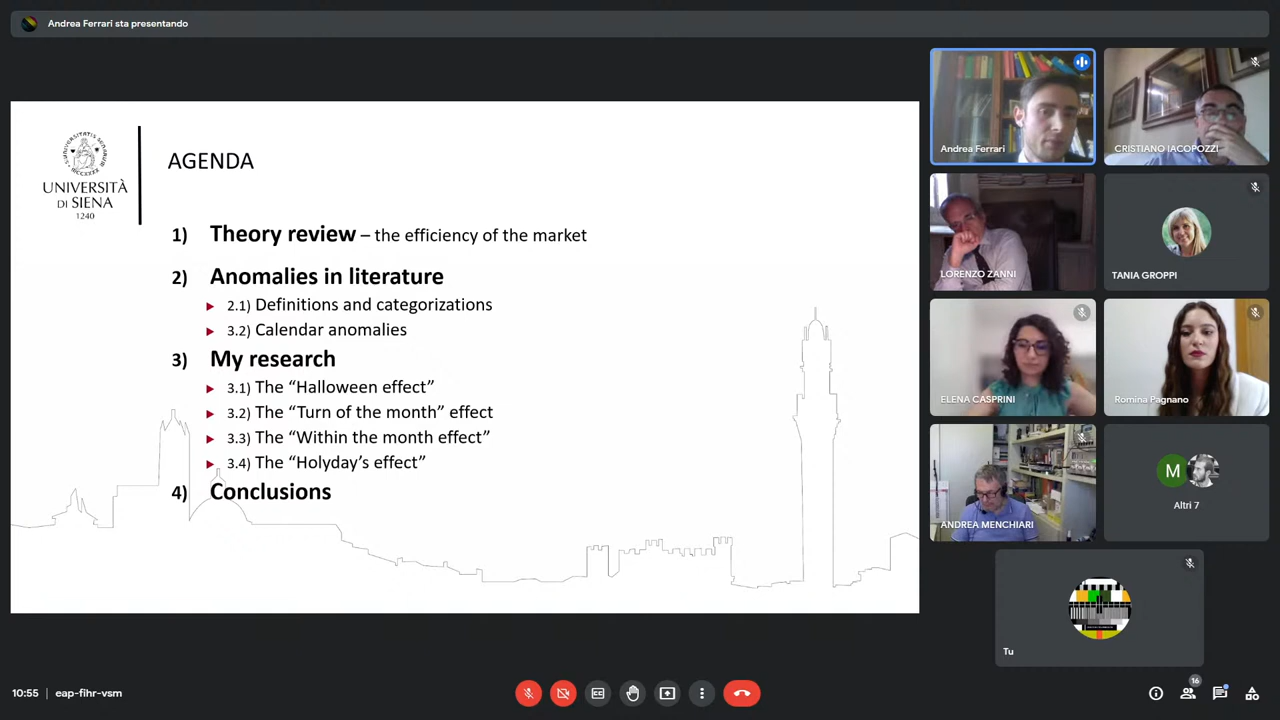 Andrea Ferrari sta presentando
UNIVERSITÀ
DI SIENA
1240
AGENDA
1) Theory review – the efficiency of the market
2) Anomalies in literature
2.1) Definitions and categorizations
3.2) Calendar anomalies
3) My research
3.1) The “Halloween effect”
3.2) The “Turn of the month” effect
3.3) The “Within the month effect”
3.4) The “Holyday’s effect”
4) Conclusions
Andrea Ferrari
CRISTIANO IACOPOZZI
LORENZO ZANNI
TANIA GROPPI
ELENA CASPRINI
Romina Pagnano
ANDREA MENCHIARI
M
Altri 7
Tu
10:55 | eap-fihr-vsm
CC
16